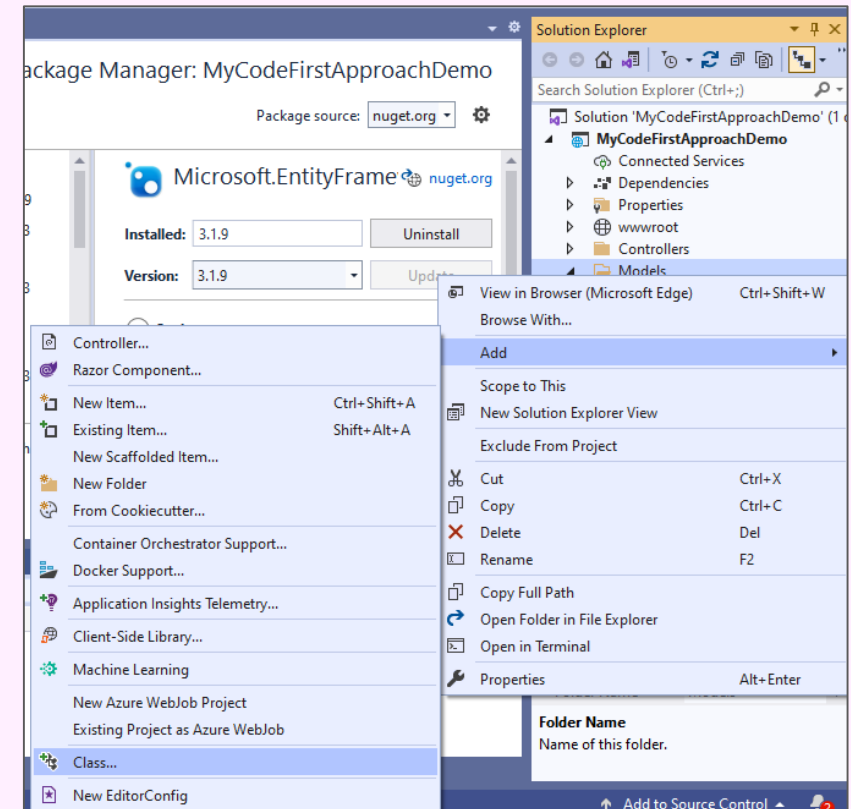 ackage Manager: MyCodeFirstApproachDemo
Package source: nuget.org
Microsoft.EntityFrame nuget.org
9
3
Installed: 3.1.9 Uninstall
Version: 3.1.9
3
Solution Explorer
Search Solution Explorer (Ctrl+;)
Solution 'MyCodeFirstApproachDemo' (1
MyCodeFirstApproachDemo
Connected Services
Dependencies
Properties
wwwroot
Controllers
Models
View in Browser (Microsoft Edge) Ctrl+Shift+W
Browse With...
Add
Scope to This
New Solution Explorer View
Exclude From Project
Cut Ctrl+X
Copy Ctrl+C
Delete Del
Rename F2
Copy Full Path
Open Folder in File Explorer
Open in Terminal
Properties Alt+Enter
Controller...
Razor Component...
New Item... Ctrl+Shift+A
Existing Item... Shift+Alt+A
New Scaffolded Item...
New Folder
From Cookiecutter...
Container Orchestrator Support...
Docker Support...
Application Insights Telemetry...
Client-Side Library...
Machine Learning
New Azure WebJob Project
Existing Project as Azure WebJob
Class...
New EditorConfig
Folder Name
Name of this folder.
Add to Source Control
2